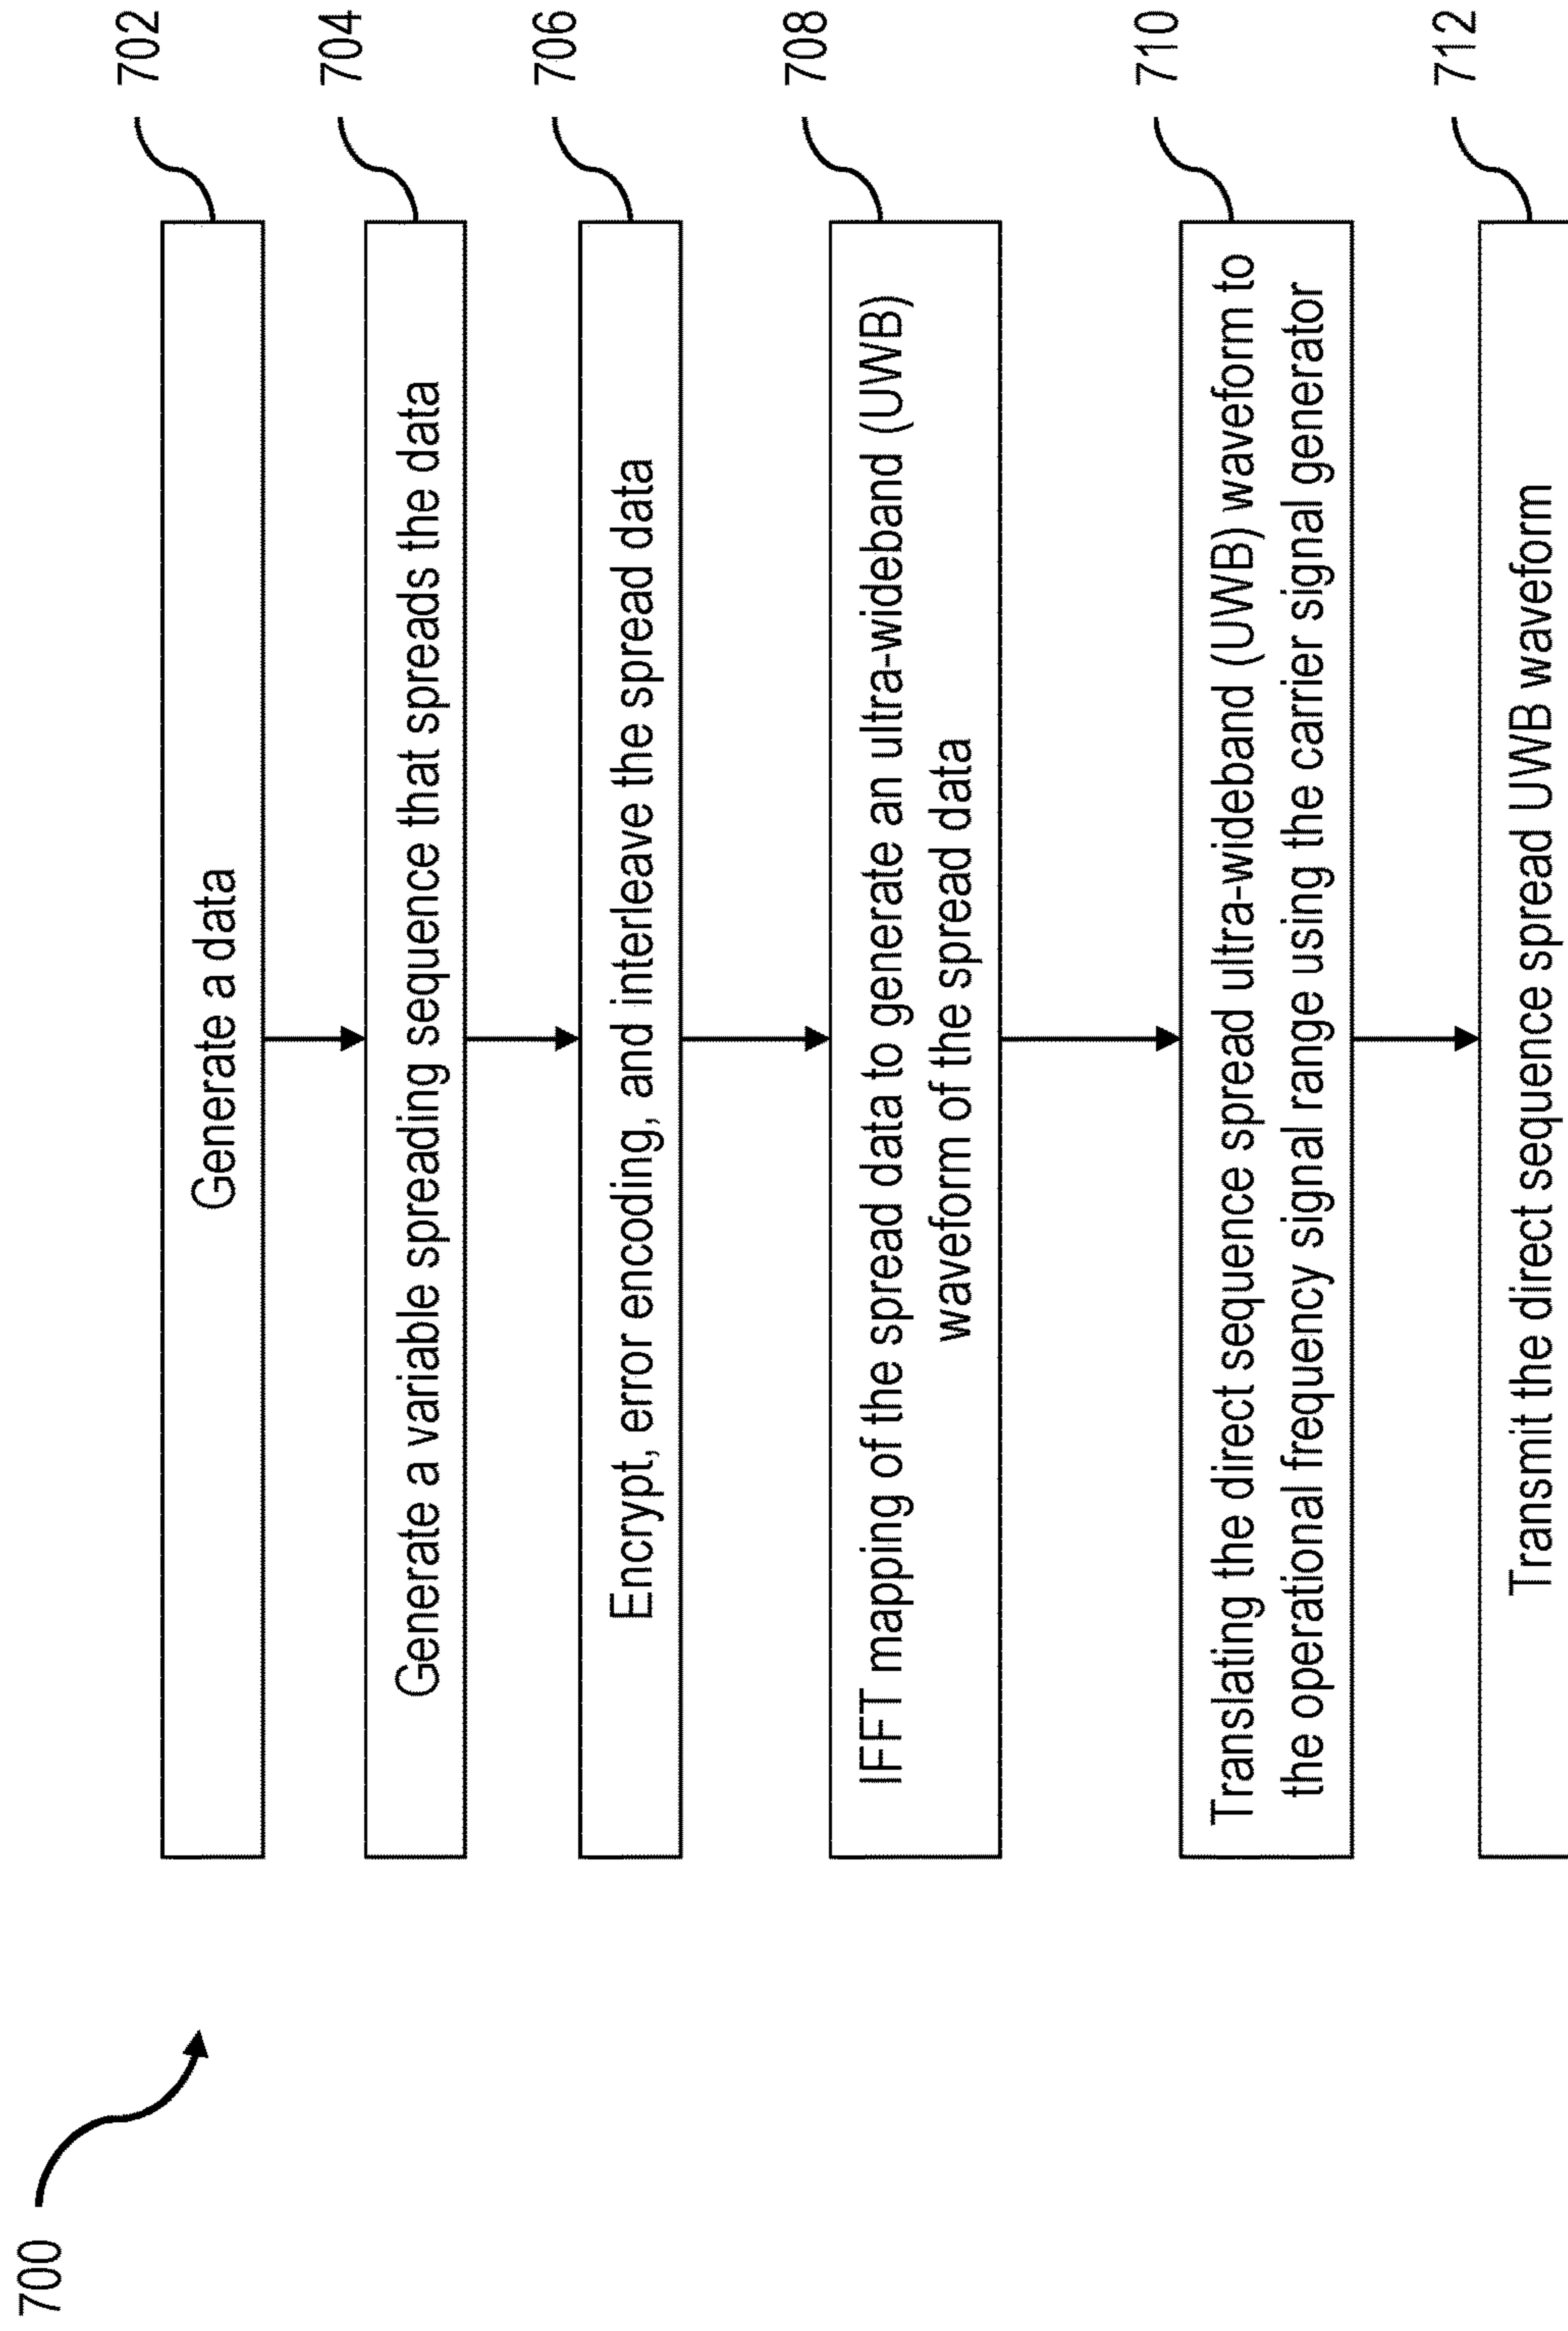 700
702
Generate a data
704
Generate a variable spreading sequence that spreads the data
706
Encrypt, error encoding, and interleave the spread data
708
IFFT mapping of the spread data to generate an ultra-wideband (UWB)
waveform of the spread data
710
Translating the direct sequence spread ultra-wideband (UWB) waveform to
the operational frequency signal range using the carrier signal generator
712
Transmit the direct sequence spread UWB waveform